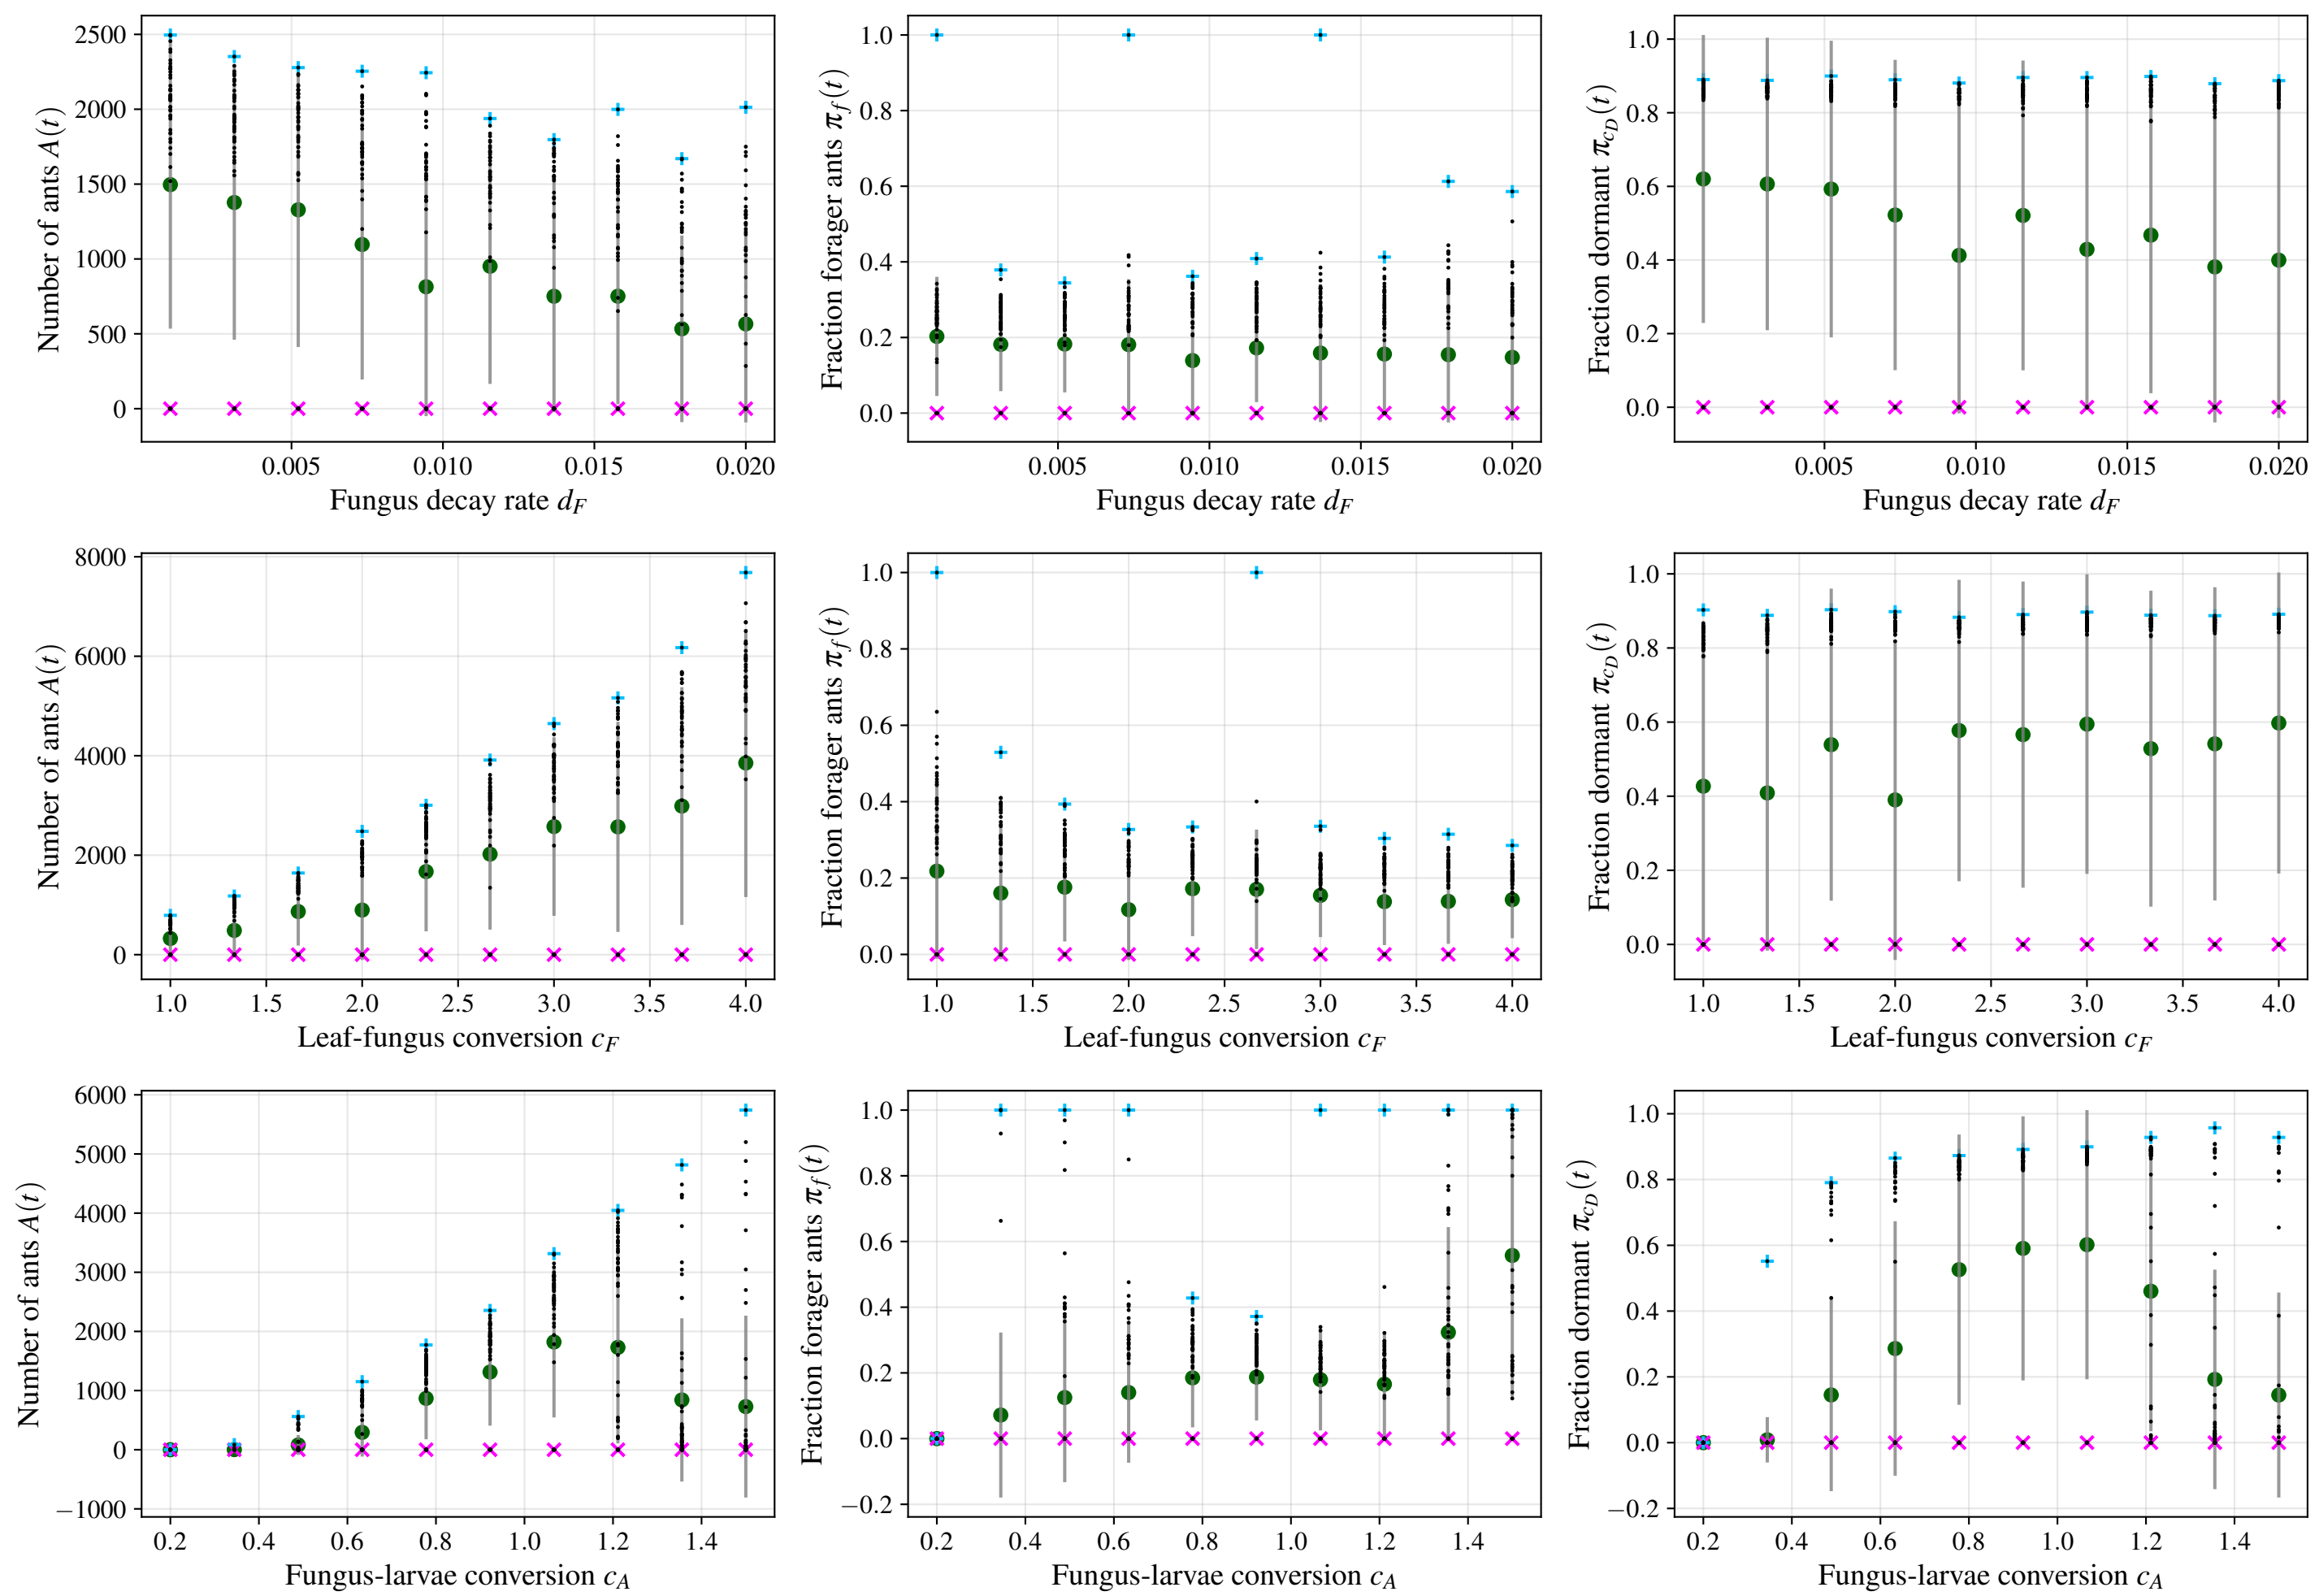 2500
2000
1500
1000
500
0
Number of ants A(t)
0.005 0.010 0.015 0.020
Fungus decay rate d_F
1.0
0.8
0.6
0.4
0.2
0.0
Fraction forager ants π_f(t)
0.005 0.010 0.015 0.020
Fungus decay rate d_F
1.0
0.8
0.6
0.4
0.2
0.0
Fraction dormant π_{c_D}(t)
0.005 0.010 0.015 0.020
Fungus decay rate d_F
8000
6000
4000
2000
0
Number of ants A(t)
1.0 1.5 2.0 2.5 3.0 3.5 4.0
Leaf-fungus conversion c_F
1.0
0.8
0.6
0.4
0.2
0.0
Fraction forager ants π_f(t)
1.0 1.5 2.0 2.5 3.0 3.5 4.0
Leaf-fungus conversion c_F
1.0
0.8
0.6
0.4
0.2
0.0
Fraction dormant π_{c_D}(t)
1.0 1.5 2.0 2.5 3.0 3.5 4.0
Leaf-fungus conversion c_F
6000
5000
4000
3000
2000
1000
0
−1000
Number of ants A(t)
0.2 0.4 0.6 0.8 1.0 1.2 1.4
Fungus-larvae conversion c_A
1.0
0.8
0.6
0.4
0.2
0.0
−0.2
Fraction forager ants π_f(t)
0.2 0.4 0.6 0.8 1.0 1.2 1.4
Fungus-larvae conversion c_A
1.0
0.8
0.6
0.4
0.2
0.0
−0.2
Fraction dormant π_{c_D}(t)
0.2 0.4 0.6 0.8 1.0 1.2 1.4
Fungus-larvae conversion c_A